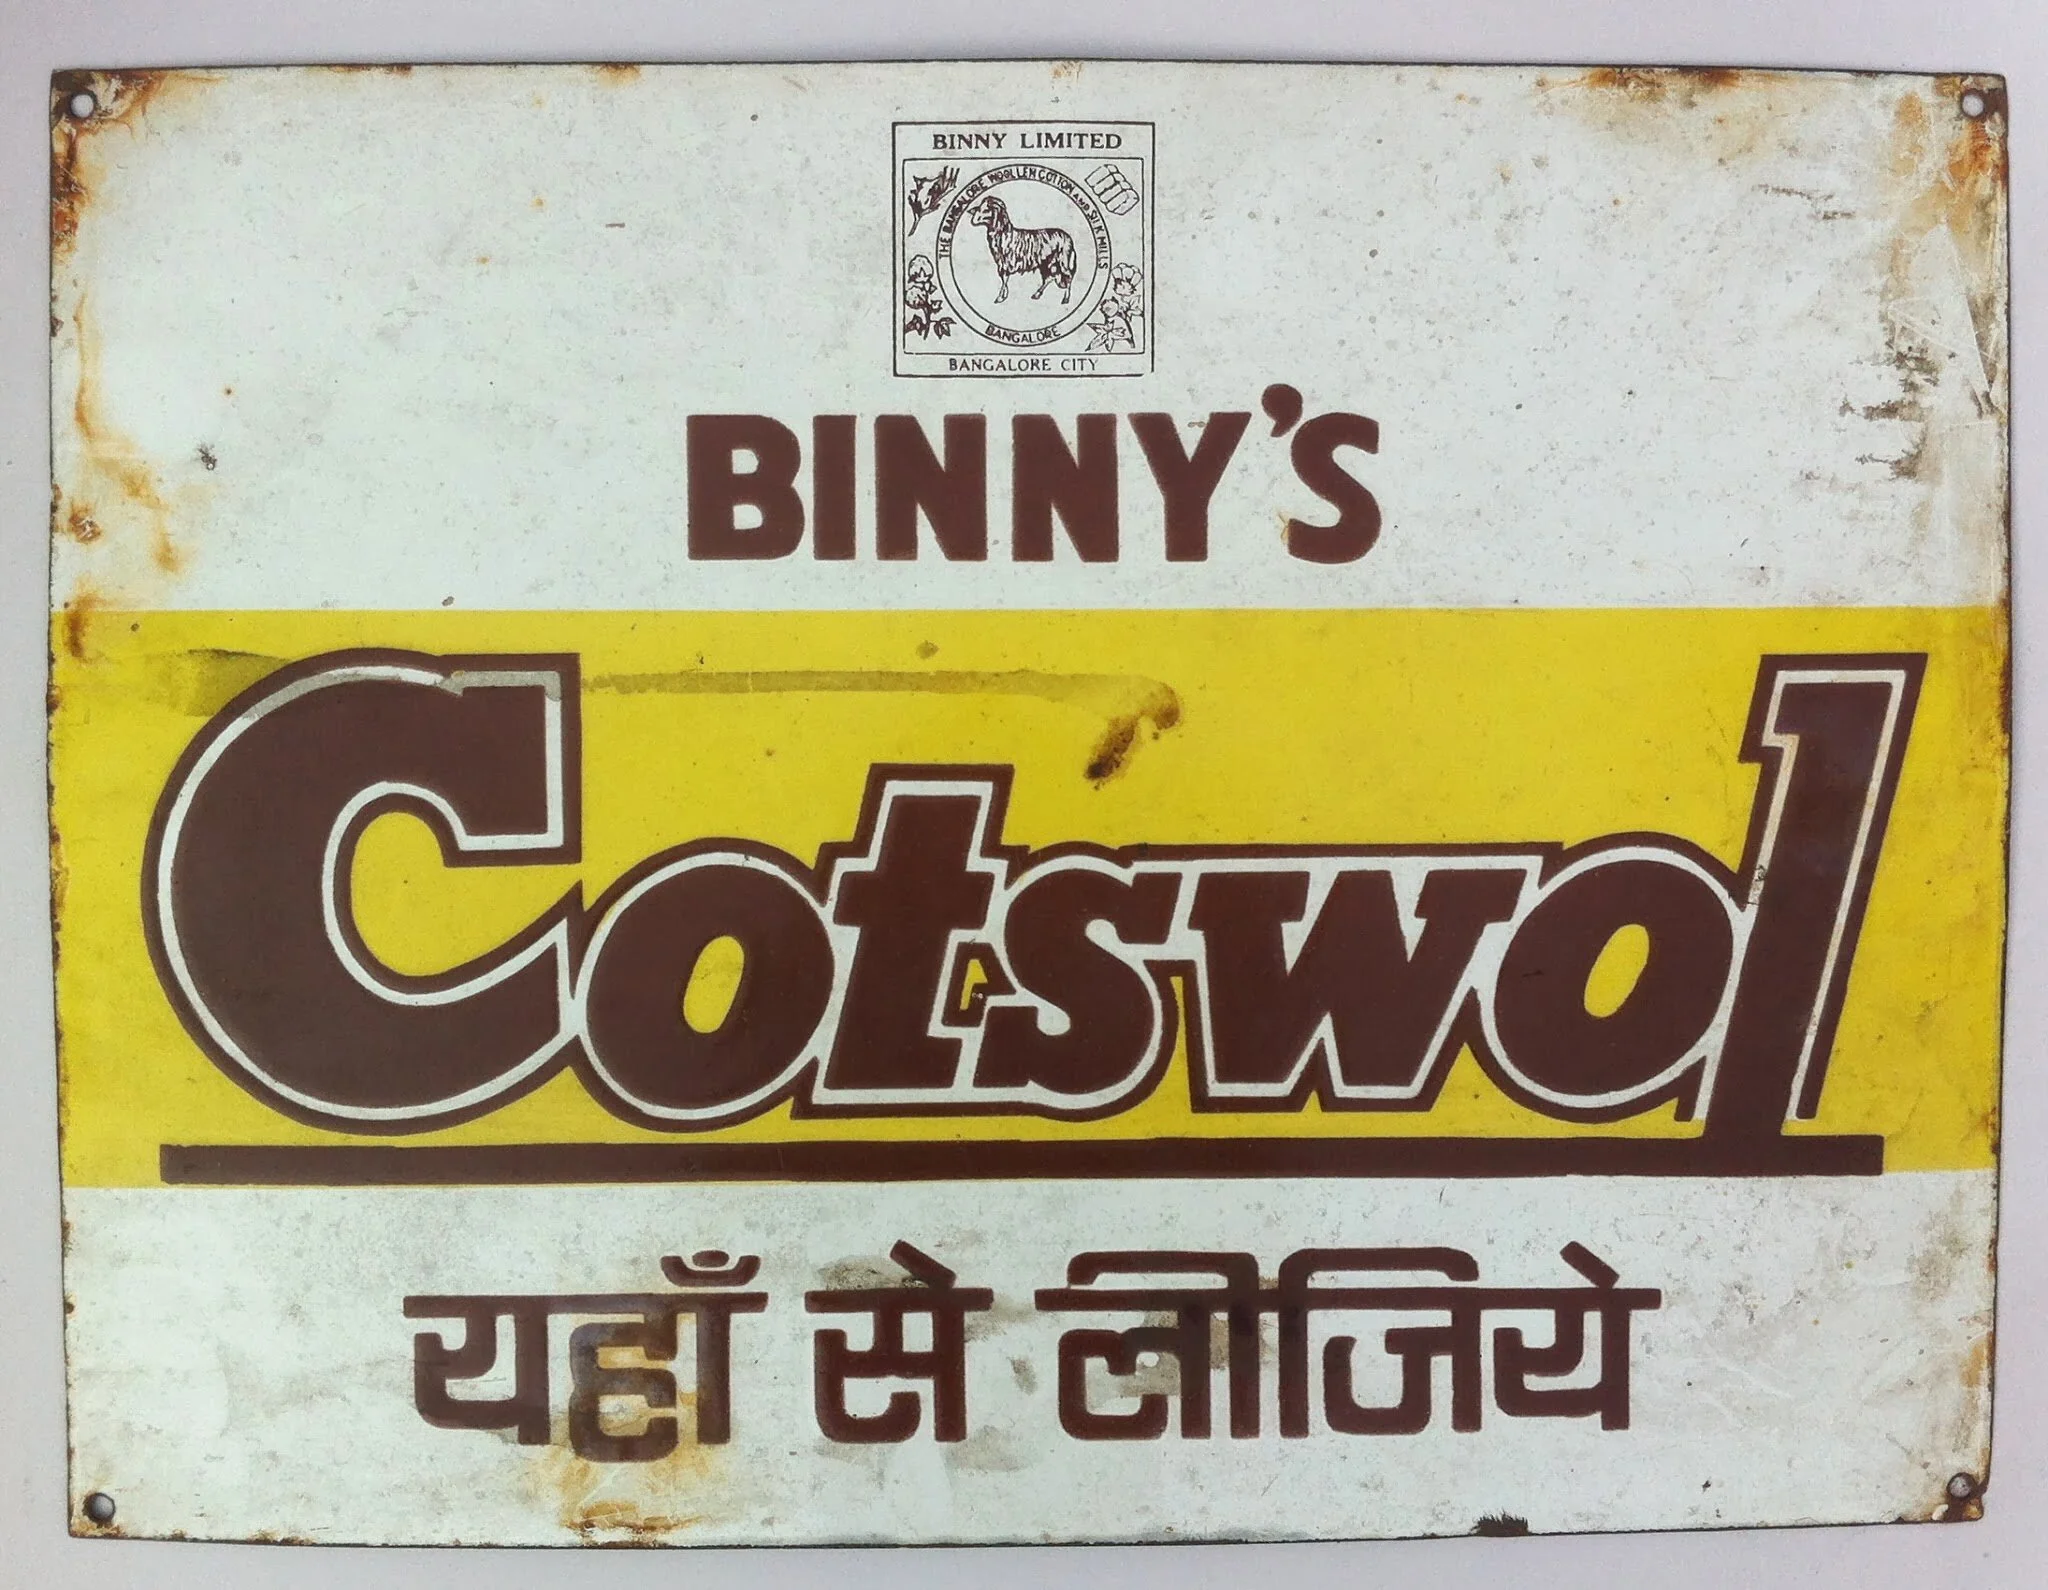 BINNY LIMITED
THE BANGALORE WOOLLEN COTTON AND SILK MILLS
BANGALORE
BANGALORE CITY
BINNY'S
Cotswol
यहाँ से लीजिये